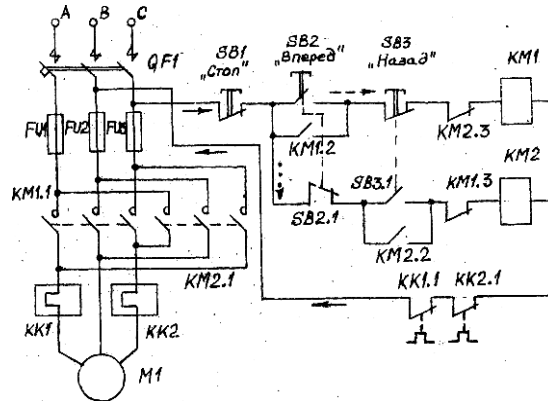 A B C
QF1
SB1 „Стоп"
SB2 „Вперед"
SB3 „Назад"
KM1
FU1 FU2 FU3
KM1.2
KM2.3
KM2
SB2.1
SB3.1
KM1.3
KM1.1
KM2.2
KM2.1
KK1.1 KK2.1
KK1
KK2
M1